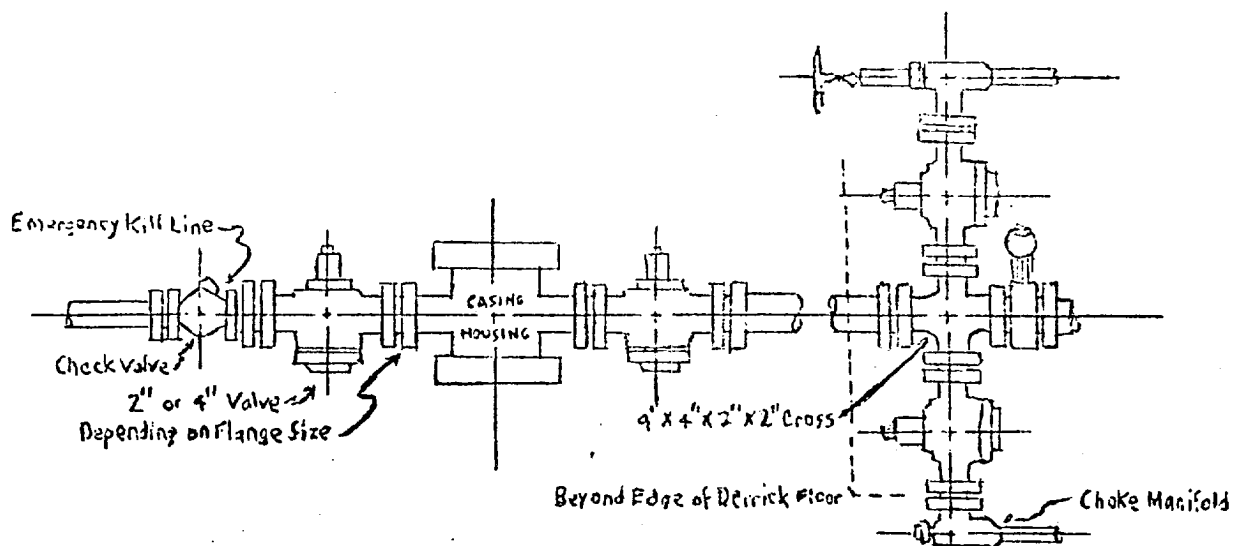 Emergency Kill Line
CASING
HOUSING
Check Valve
2" or 4" Valve
Depending on Flange Size
4" X 4" X 2" X 2" Cross
Beyond Edge of Derrick Floor
Choke Manifold